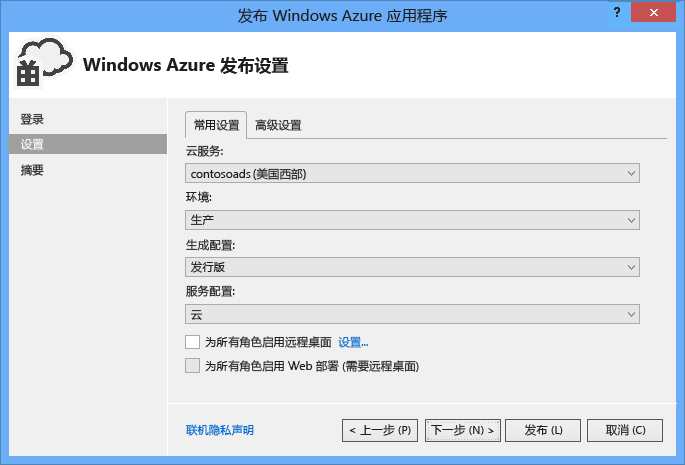 发布 Windows Azure 应用程序
?
Windows Azure 发布设置
登录
设置
摘要
常用设置 高级设置
云服务:
contosoads (美国西部)
环境:
生产
生成配置:
发行版
服务配置:
云
为所有角色启用远程桌面 设置...
为所有角色启用 Web 部署 (需要远程桌面)
联机隐私声明 < 上一步 (P) 下一步 (N) > 发布 (L) 取消 (C)